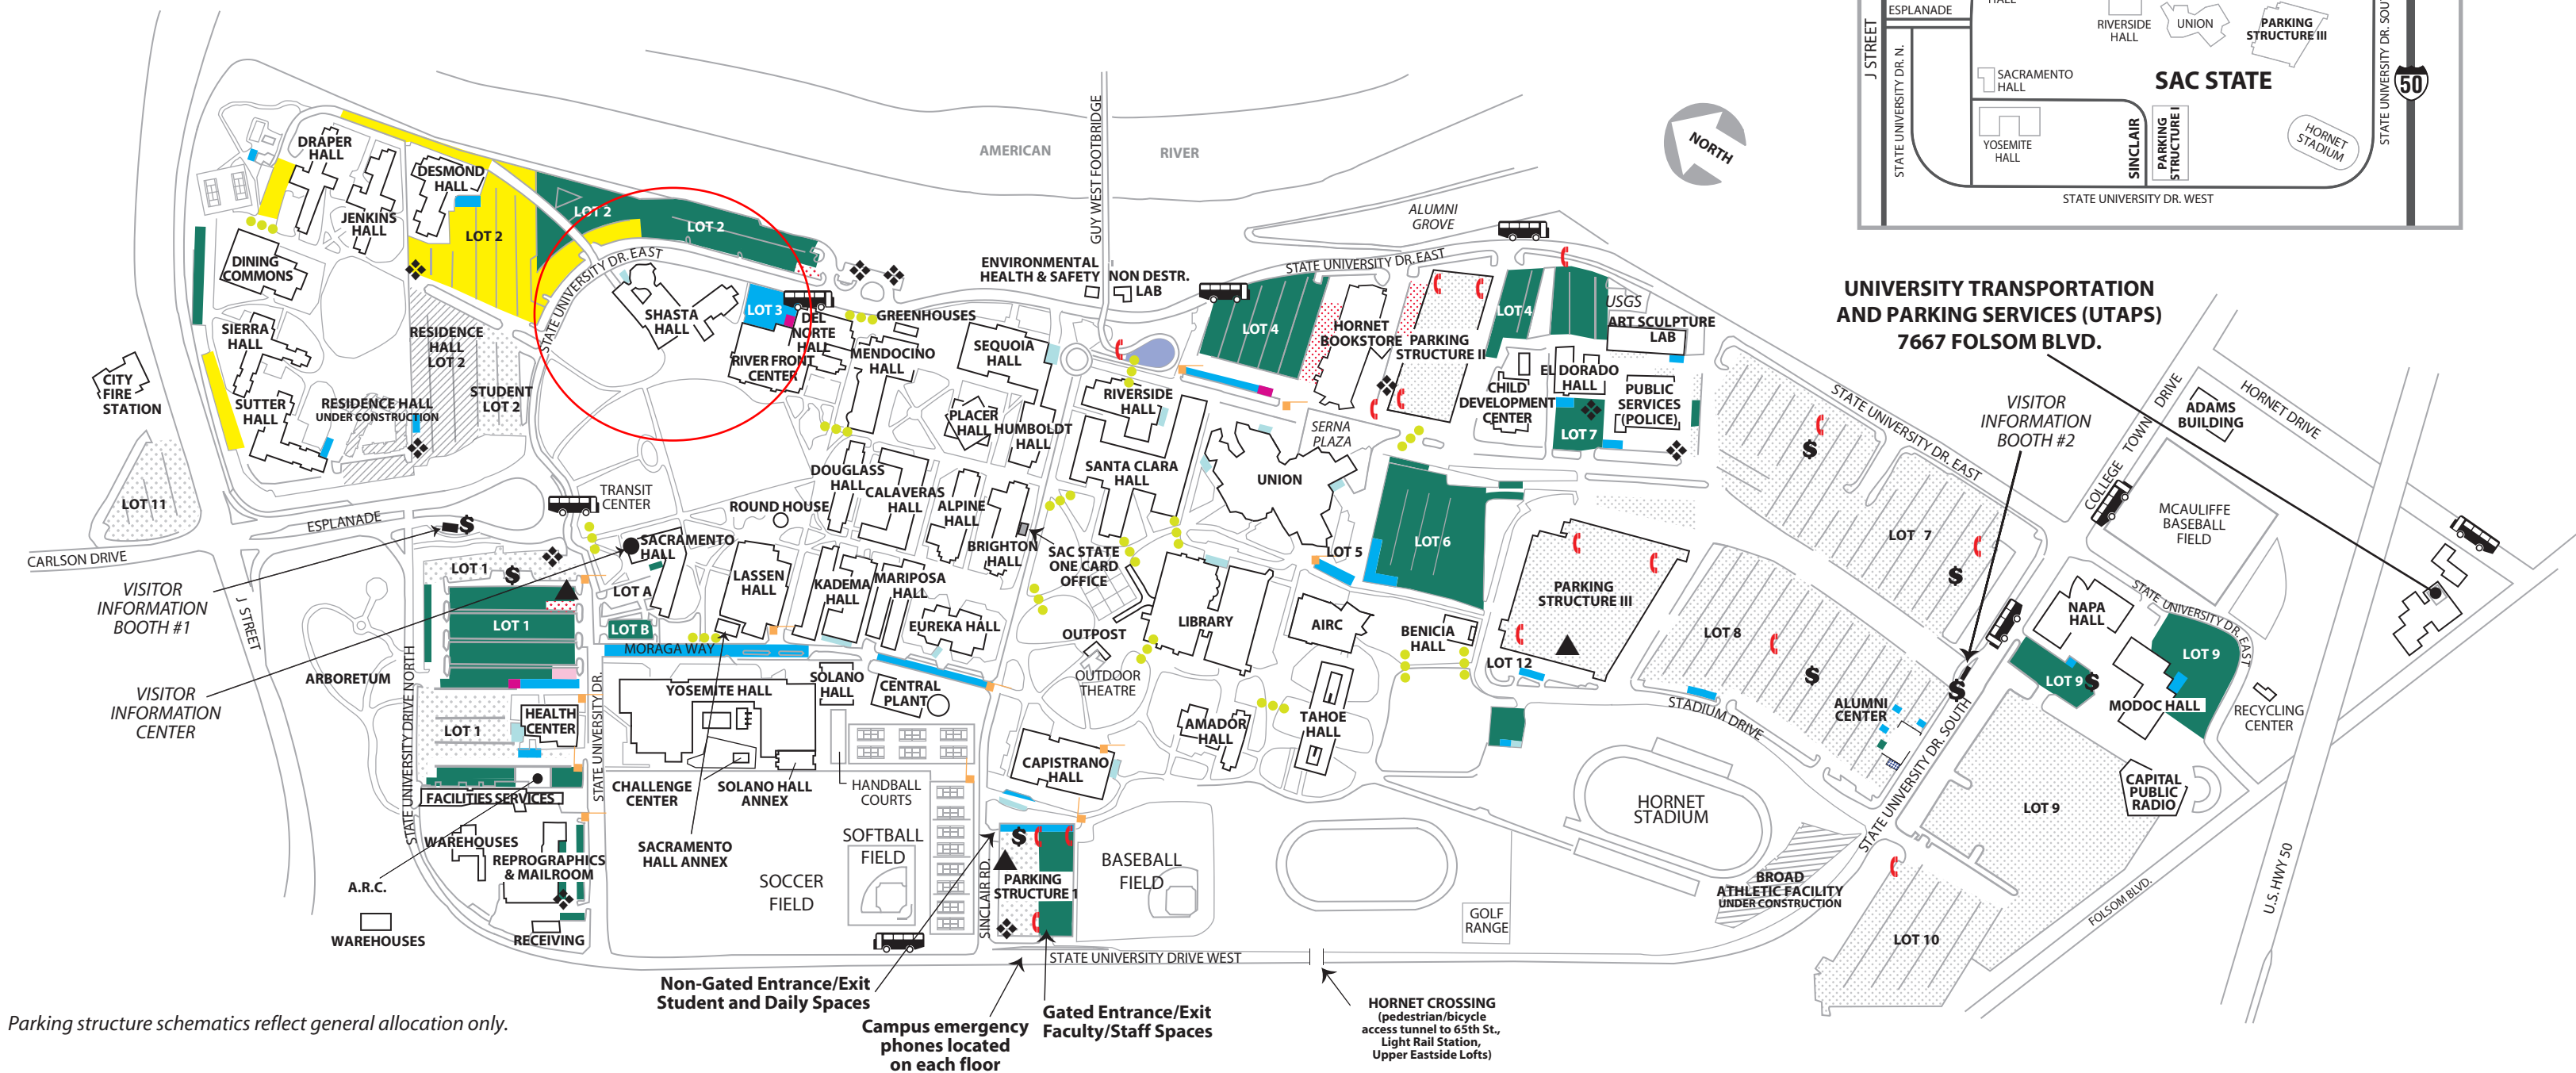 HALL
ESPLANADE
J STREET
STATE UNIVERSITY DR. N.
RIVERSIDE
HALL
UNION
PARKING
STRUCTURE III
SACRAMENTO
HALL
SAC STATE
50
YOSEMITE
HALL
SINCLAIR
PARKING
STRUCTURE I
HORNET
STADIUM
STATE UNIVERSITY DR. SOU
STATE UNIVERSITY DR. WEST
NORTH
AMERICAN
RIVER
GUY WEST FOOTBRIDGE
DRAPER
HALL
DESMOND
HALL
JENKINS
HALL
LOT 2
LOT 2
LOT 2
DINING
COMMONS
STATE UNIVERSITY DR. EAST
SHASTA
HALL
LOT 3
DEL
NORTE
HALL
RIVER FRONT
CENTER
GREENHOUSES
MENDOCINO
HALL
SEQUOIA
HALL
ENVIRONMENTAL
HEALTH & SAFETY
NON DESTR.
LAB
STATE UNIVERSITY DR. EAST
ALUMNI
GROVE
LOT 4
HORNET
BOOKSTORE
PARKING
STRUCTURE II
LOT 4
USGS
ART SCULPTURE
LAB
EL DORADO
HALL
CHILD
DEVELOPMENT
CENTER
PUBLIC
SERVICES
(POLICE)
LOT 7
UNIVERSITY TRANSPORTATION
AND PARKING SERVICES (UTAPS)
7667 FOLSOM BLVD.
VISITOR
INFORMATION
BOOTH #2
STATE UNIVERSITY DR. EAST
COLLEGE TOWN DRIVE
HORNET DRIVE
ADAMS
BUILDING
MCAULIFFE
BASEBALL
FIELD
SIERRA
HALL
RESIDENCE
HALL
LOT 2
STUDENT
LOT 2
CITY
FIRE
STATION
SUTTER
HALL
RESIDENCE HALL
UNDER CONSTRUCTION
STATE UNIVERSITY DR. EAST
PLACER
HALL
HUMBOLDT
HALL
RIVERSIDE
HALL
SERNA
PLAZA
SANTA CLARA
HALL
UNION
LOT 11
TRANSIT
CENTER
ESPLANADE
CARLSON DRIVE
ROUND HOUSE
DOUGLASS
HALL
CALAVERAS
HALL
ALPINE
HALL
BRIGHTON
HALL
SAC STATE
ONE CARD
OFFICE
SACRAMENTO
HALL
LOT A
LOT B
LASSEN
HALL
KADEMA
HALL
MARIPOSA
HALL
EUREKA HALL
LOT 5
LOT 6
PARKING
STRUCTURE III
LOT 7
LOT 8
LIBRARY
AIRC
BENICIA
HALL
LOT 12
OUTPOST
OUTDOOR
THEATRE
VISITOR
INFORMATION
BOOTH #1
J STREET
LOT 1
LOT 1
LOT 1
MORAGA WAY
ARBORETUM
STATE UNIVERSITY DRIVE NORTH
STATE UNIVERSITY DR.
VISITOR
INFORMATION
CENTER
HEALTH
CENTER
YOSEMITE HALL
SOLANO
HALL
CENTRAL
PLANT
AMADOR
HALL
TAHOE
HALL
CAPISTRANO
HALL
STADIUM DRIVE
ALUMNI
CENTER
STATE UNIVERSITY DR. SOUTH
NAPA
HALL
STATE UNIVERSITY DR. EAST
LOT 9
LOT 9
MODOC HALL
RECYCLING
CENTER
CAPITAL
PUBLIC
RADIO
LOT 9
FACILITIES SERVICES
CHALLENGE
CENTER
SOLANO HALL
ANNEX
HANDBALL
COURTS
SACRAMENTO
HALL ANNEX
WAREHOUSES
REPROGRAPHICS
& MAILROOM
A.R.C.
WAREHOUSES
RECEIVING
SOFTBALL
FIELD
SOCCER
FIELD
SINCLAIR RD.
PARKING
STRUCTURE 1
BASEBALL
FIELD
HORNET
STADIUM
BROAD
ATHLETIC FACILITY
UNDER CONSTRUCTION
GOLF
RANGE
LOT 10
FOLSOM BLVD.
U.S. HWY 50
STATE UNIVERSITY DRIVE WEST
Non-Gated Entrance/Exit
Student and Daily Spaces
Campus emergency
phones located
on each floor
Gated Entrance/Exit
Faculty/Staff Spaces
HORNET CROSSING
(pedestrian/bicycle
access tunnel to 65th St.,
Light Rail Station,
Upper Eastside Lofts)
Parking structure schematics reflect general allocation only.